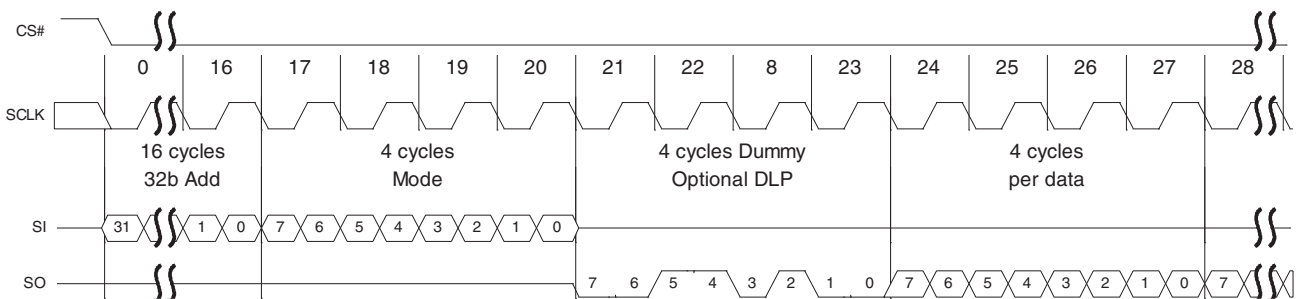 CS#
0 16 17 18 19 20 21 22 8 23 24 25 26 27 28
SCLK
16 cycles 4 cycles 4 cycles Dummy 4 cycles
32b Add Mode Optional DLP per data
SI 31 1 0 7 6 5 4 3 2 1 0
SO 7 6 5 4 3 2 1 0 7 6 5 4 3 2 1 0 7